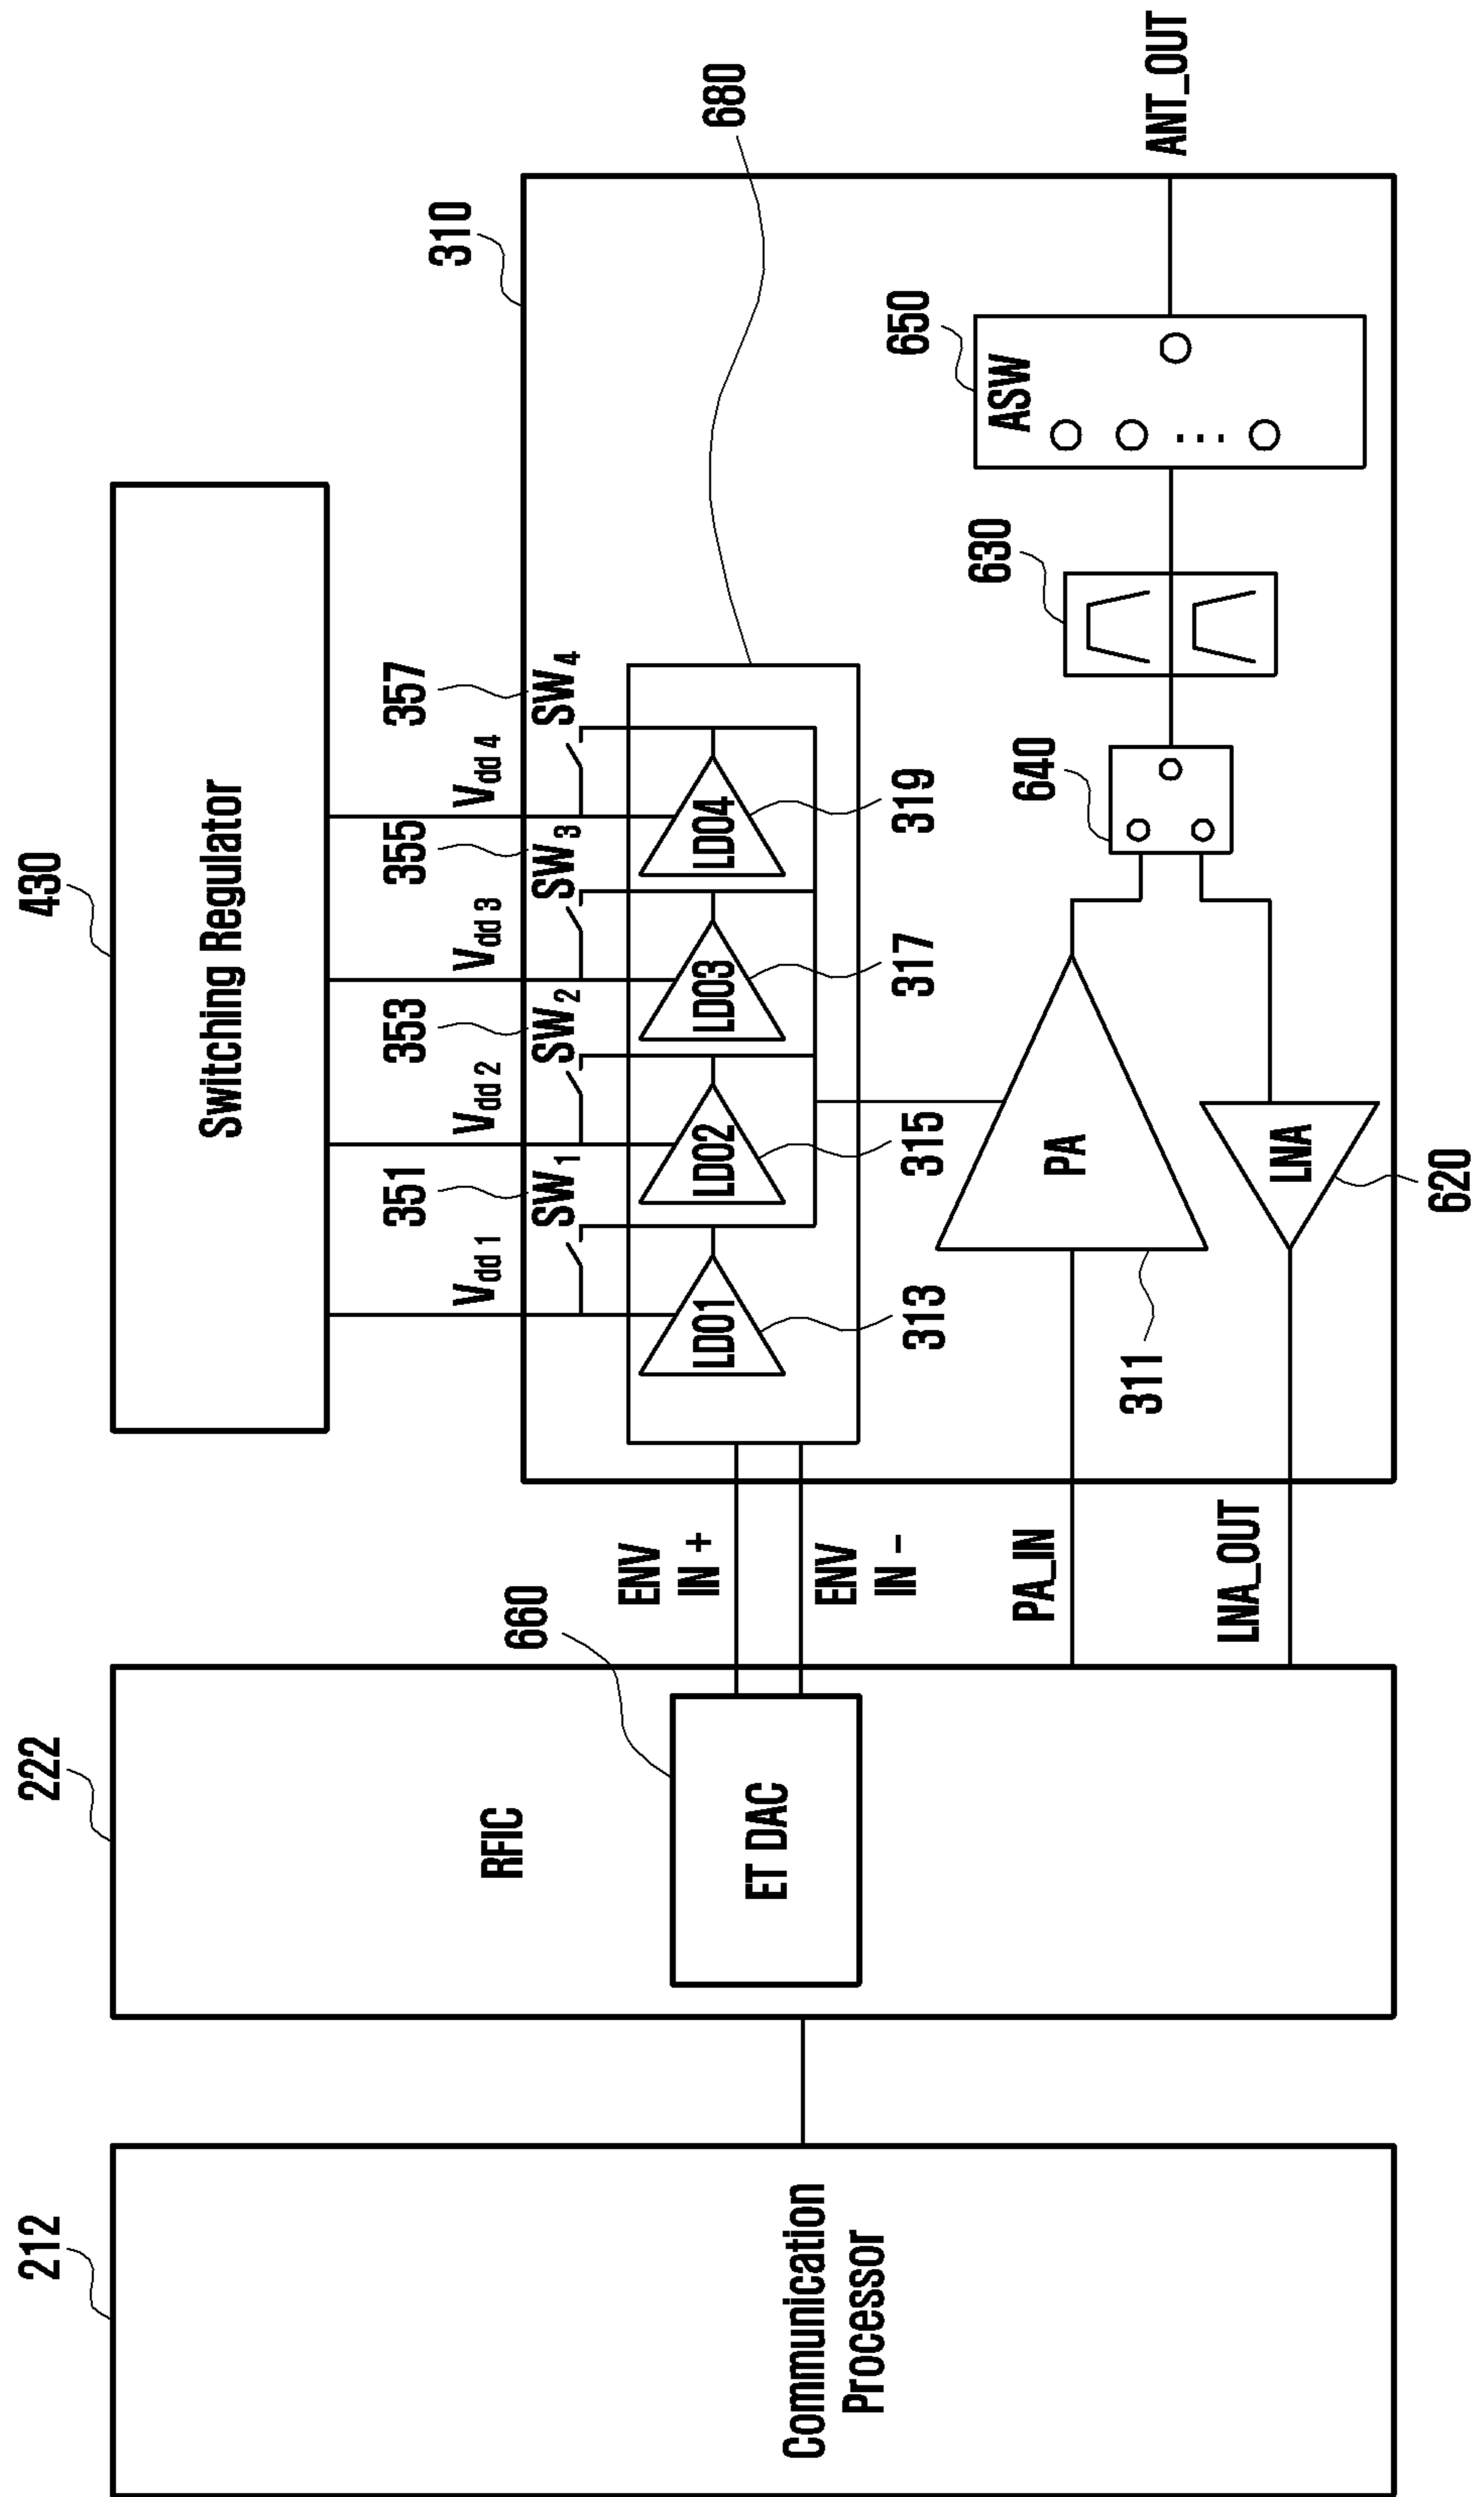 212
222
430
Communication
Processor
RFIC
660
ET DAC
Switching Regulator
351
353
355
357
Vdd 1
Vdd 2
Vdd 3
Vdd 4
310
SW1
SW2
SW3
SW4
680
ENV
IN +
ENV
IN -
LDO1
LDO2
LDO3
LDO4
313
315
317
319
PA_IN
LNA_OUT
311
PA
LNA
620
640
630
650
ASW
ANT_OUT